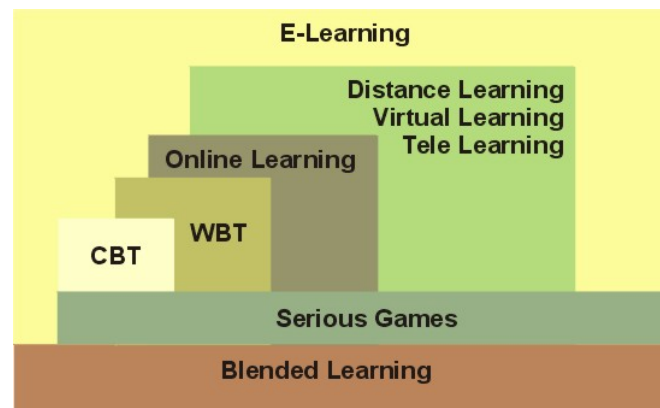 E-Learning
Distance Learning
Virtual Learning
Tele Learning
Online Learning
WBT
CBT
Serious Games
Blended Learning